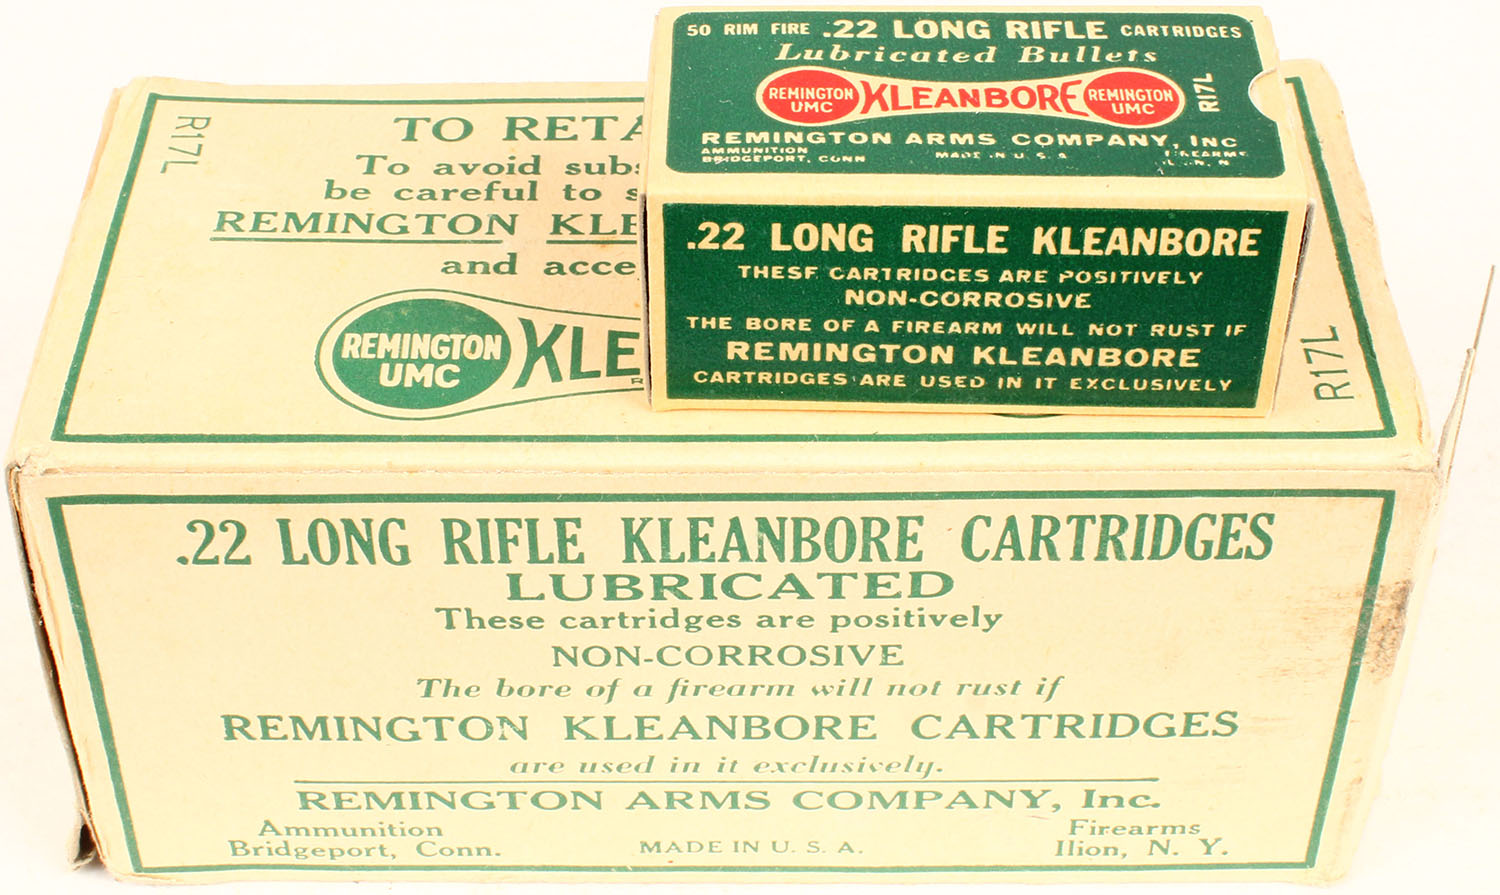 50 RIM FIRE .22 LONG RIFLE CARTRIDGES
Lubricated Bullets
REMINGTON UMC KLEANBORE REMINGTON UMC
R17L
REMINGTON ARMS COMPANY, INC
AMMUNITION
BRIDGEPORT, CONN MADE IN U.S.A FIREARMS
.22 LONG RIFLE KLEANBORE
THESE CARTRIDGES ARE POSITIVELY
NON-CORROSIVE
THE BORE OF A FIREARM WILL NOT RUST IF
REMINGTON KLEANBORE
CARTRIDGES ARE USED IN IT EXCLUSIVELY
R17L
TO RETA
To avoid subs
be careful to s
REMINGTON KLE
and acce
REMINGTON UMC KLE
R17L
.22 LONG RIFLE KLEANBORE CARTRIDGES
LUBRICATED
These cartridges are positively
NON-CORROSIVE
The bore of a firearm will not rust if
REMINGTON KLEANBORE CARTRIDGES
are used in it exclusively.
REMINGTON ARMS COMPANY, Inc.
Ammunition Firearms
Bridgeport, Conn. MADE IN U. S. A. Ilion, N. Y.